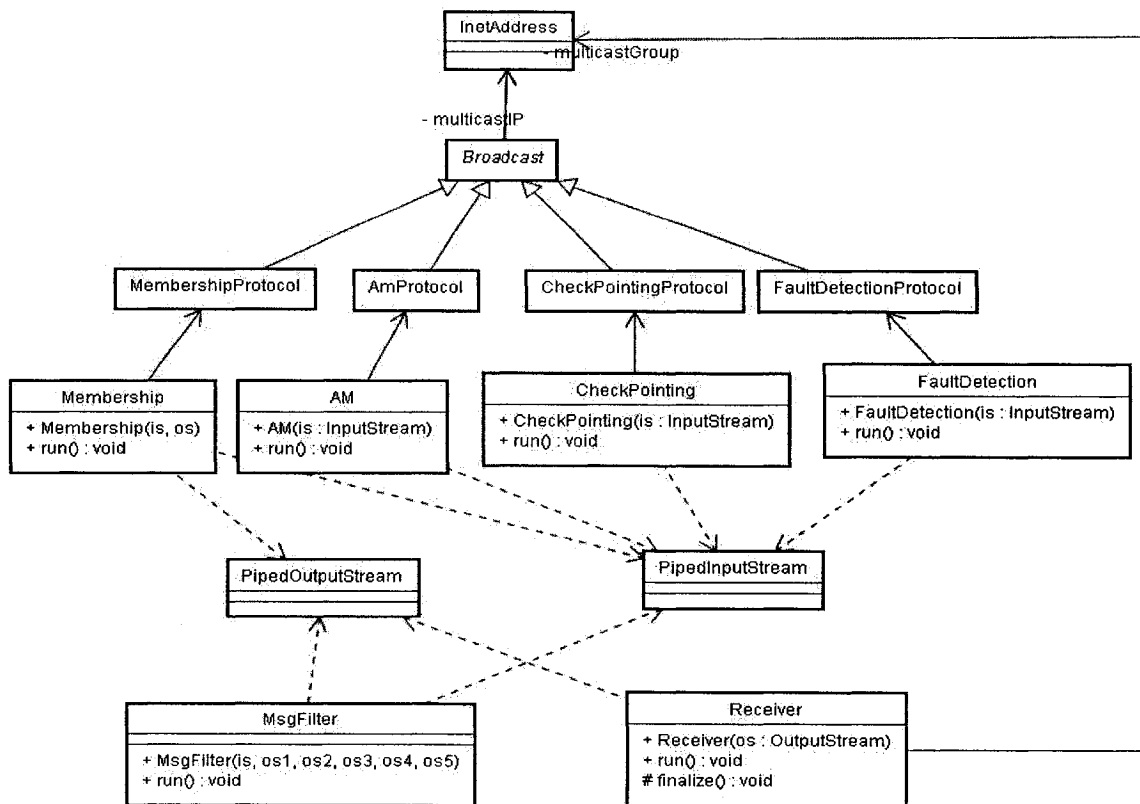 InetAddress
- multicastGroup
- multicastIP
Broadcast
MembershipProtocol
AmProtocol
CheckPointingProtocol
FaultDetectionProtocol
Membership
+ Membership(is, os)
+ run() : void
AM
+ AM(is : InputStream)
+ run() : void
CheckPointing
+ CheckPointing(is : InputStream)
+ run() : void
FaultDetection
+ FaultDetection(is : InputStream)
+ run() : void
PipedOutputStream
PipedInputStream
MsgFilter
+ MsgFilter(is, os1, os2, os3, os4, os5)
+ run() : void
Receiver
+ Receiver(os : OutputStream)
+ run() : void
# finalize() : void